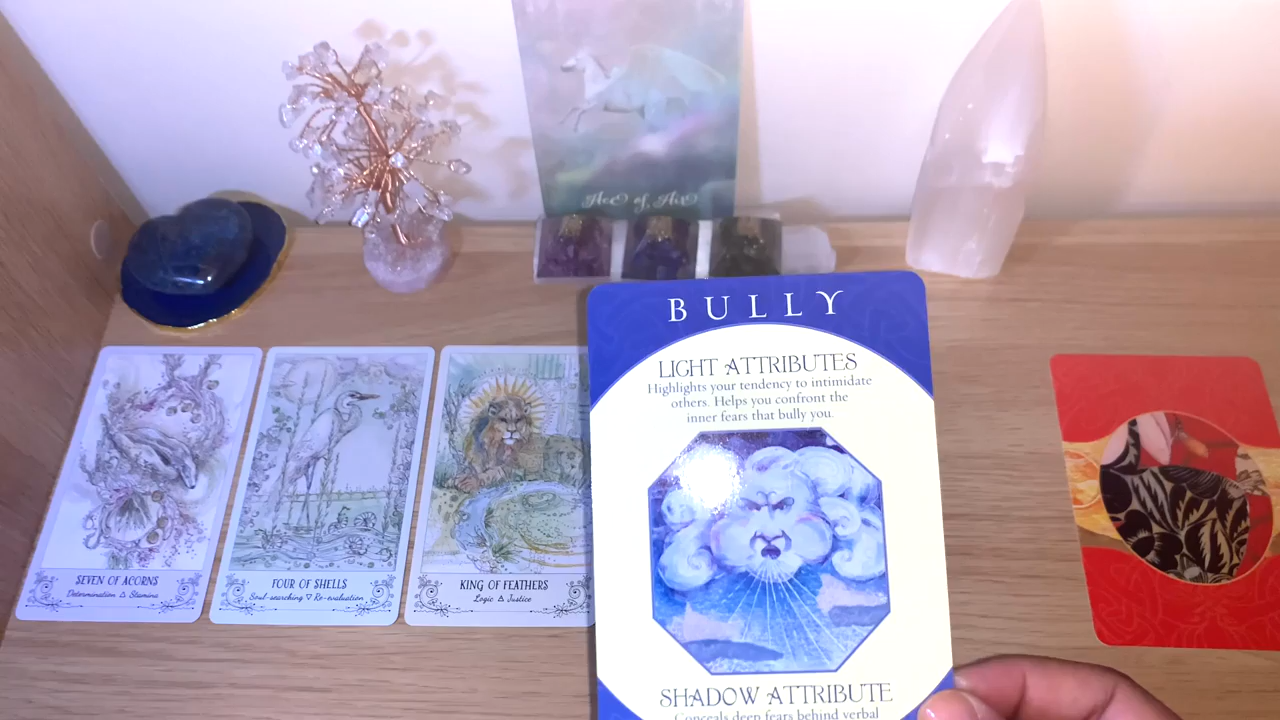 Ace of Air
BULLY
LIGHT ATTRIBUTES
Highlights your tendency to intimidate
others. Helps you confront the
inner fears that bully you.
SHADOW ATTRIBUTE
Conceals deep fears behind verbal
SEVEN OF ACORNS
Determination △ Stamina
FOUR OF SHELLS
Soul-searching ▽ Re-evaluation
KING OF FEATHERS
Logic △ Justice